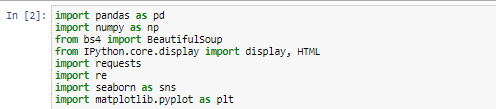 In [2]: import pandas as pd
import numpy as np
from bs4 import BeautifulSoup
from IPython.core.display import display, HTML
import requests
import re
import seaborn as sns
import matplotlib.pyplot as plt